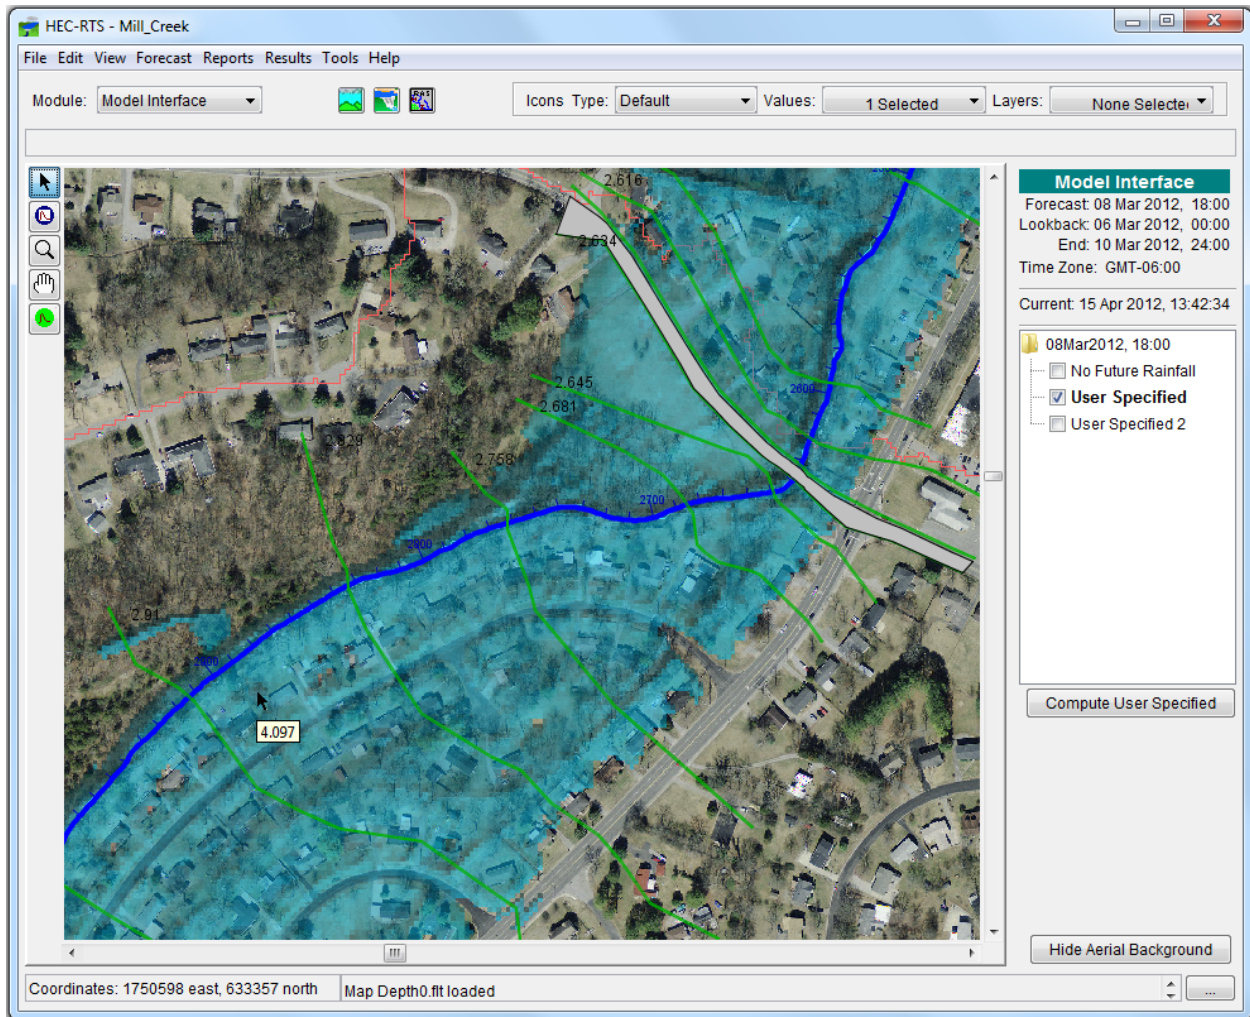 HEC-RTS - Mill_Creek
File Edit View Forecast Reports Results Tools Help
Module: Model Interface
Icons Type: Default Values: 1 Selected Layers: None Selecte
Model Interface
Forecast: 08 Mar 2012, 18:00
Lookback: 06 Mar 2012, 00:00
End: 10 Mar 2012, 24:00
Time Zone: GMT-06:00
Current: 15 Apr 2012, 13:42:34
08Mar2012, 18:00
No Future Rainfall
User Specified
User Specified 2
Compute User Specified
Hide Aerial Background
2.616
2.634
2600
2.645
2.681
2.829
2.758
2700
2800
2.91
4.097
Coordinates: 1750598 east, 633357 north
Map Depth0.flt loaded
...